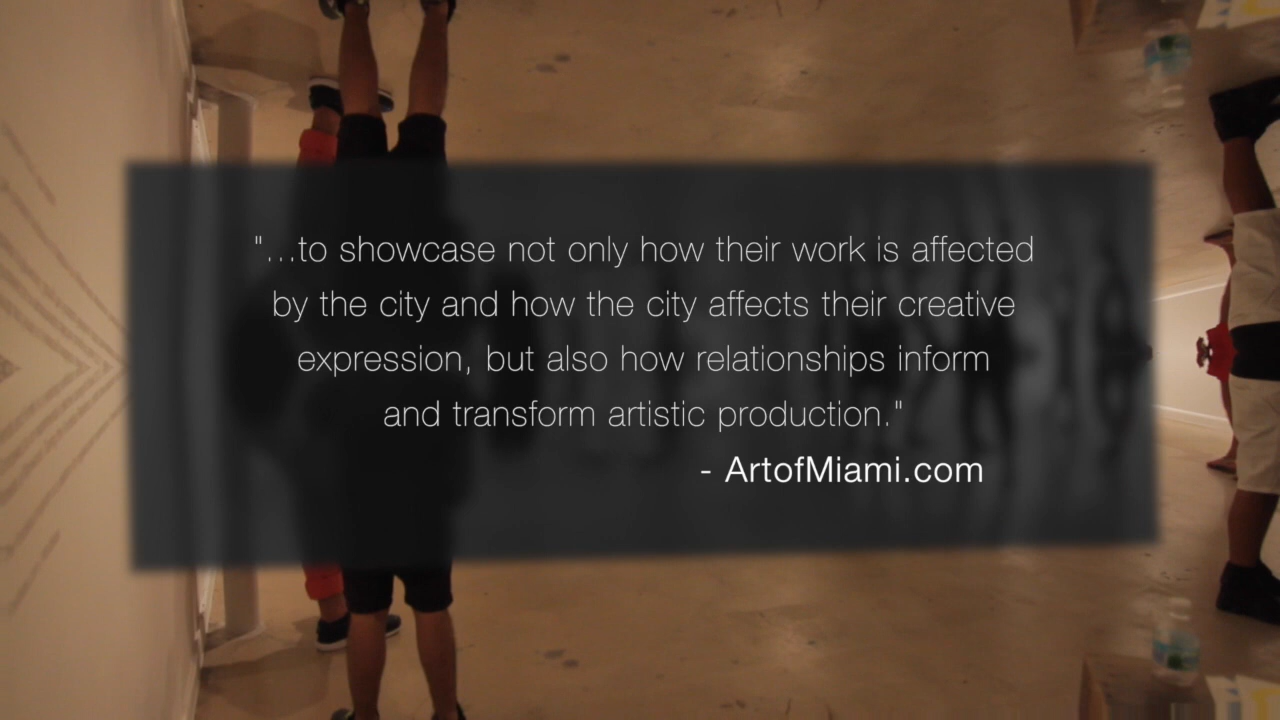 "...to showcase not only how their work is affected
by the city and how the city affects their creative
expression, but also how relationships inform
and transform artistic production."
- ArtofMiami.com